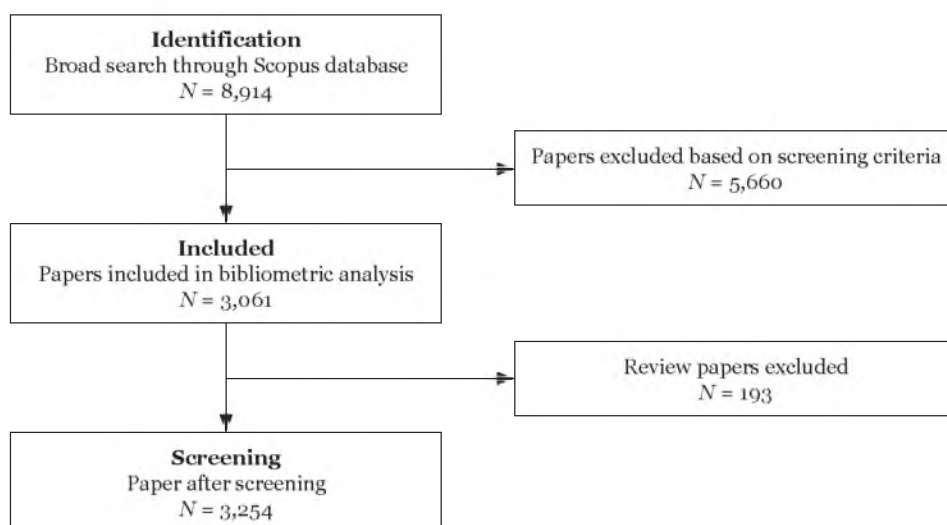 Identification
Broad search through Scopus database
N = 8,914
Papers excluded based on screening criteria
N = 5,660
Included
Papers included in bibliometric analysis
N = 3,061
Review papers excluded
N = 193
Screening
Paper after screening
N = 3,254